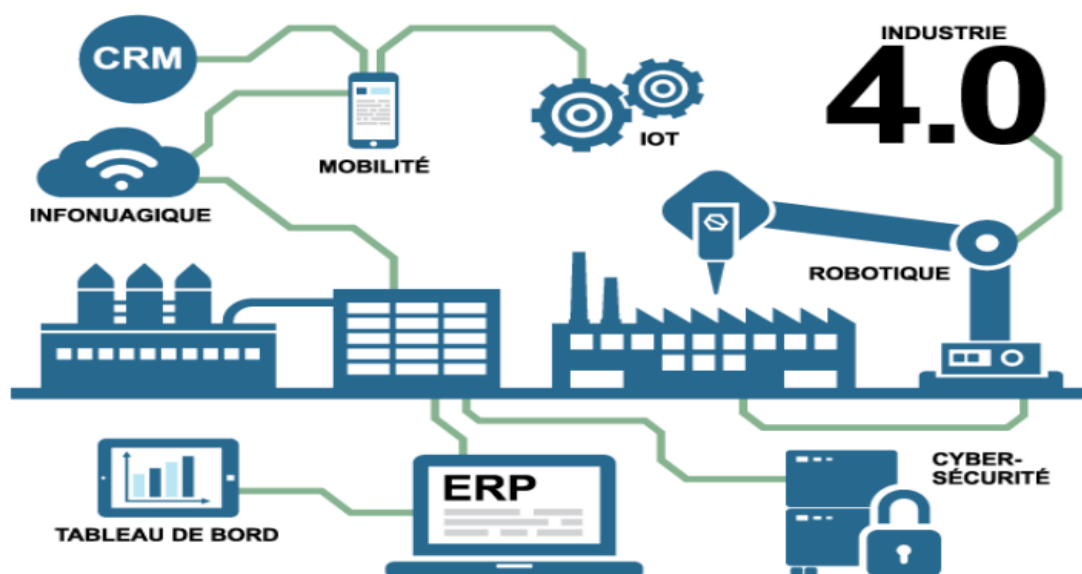 CRM
INDUSTRIE
4.0
IOT
MOBILITÉ
INFONUAGIQUE
ROBOTIQUE
ERP
CYBER-
SÉCURITÉ
TABLEAU DE BORD